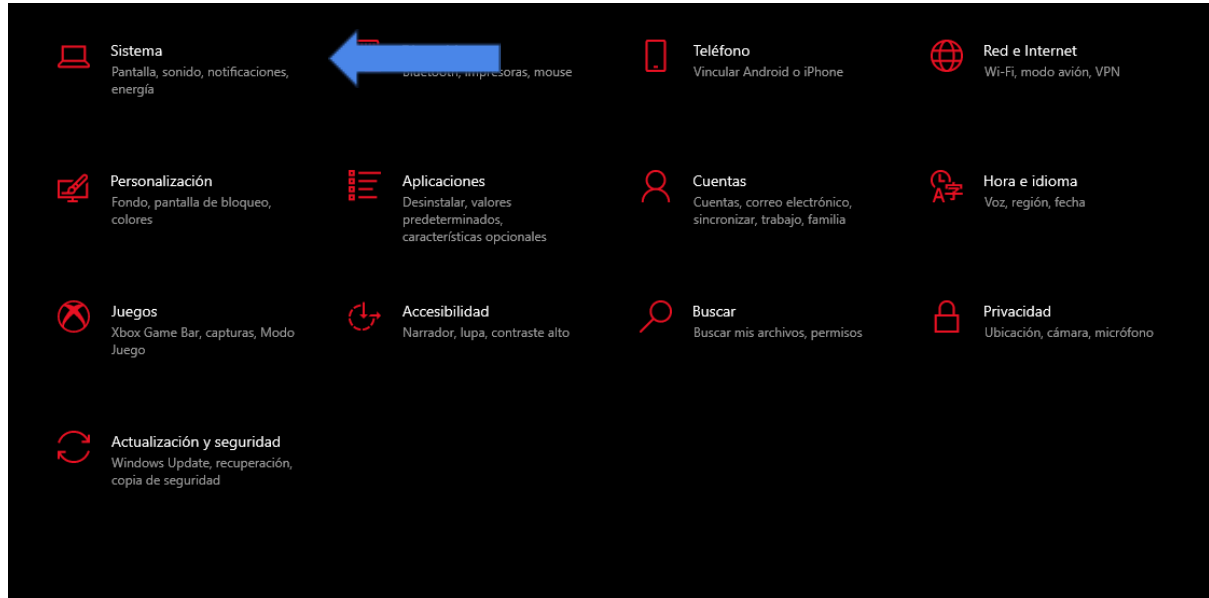 Sistema
Pantalla, sonido, notificaciones,
energía
impresoras, mouse
Teléfono
Vincular Android o iPhone
Red e Internet
Wi-Fi, modo avión, VPN
Personalización
Fondo, pantalla de bloqueo,
colores
Aplicaciones
Desinstalar, valores
predeterminados,
características opcionales
Cuentas
Cuentas, correo electrónico,
sincronizar, trabajo, familia
Hora e idioma
Voz, región, fecha
Juegos
Xbox Game Bar, capturas, Modo
Juego
Accesibilidad
Narrador, lupa, contraste alto
Buscar
Buscar mis archivos, permisos
Privacidad
Ubicación, cámara, micrófono
Actualización y seguridad
Windows Update, recuperación,
copia de seguridad